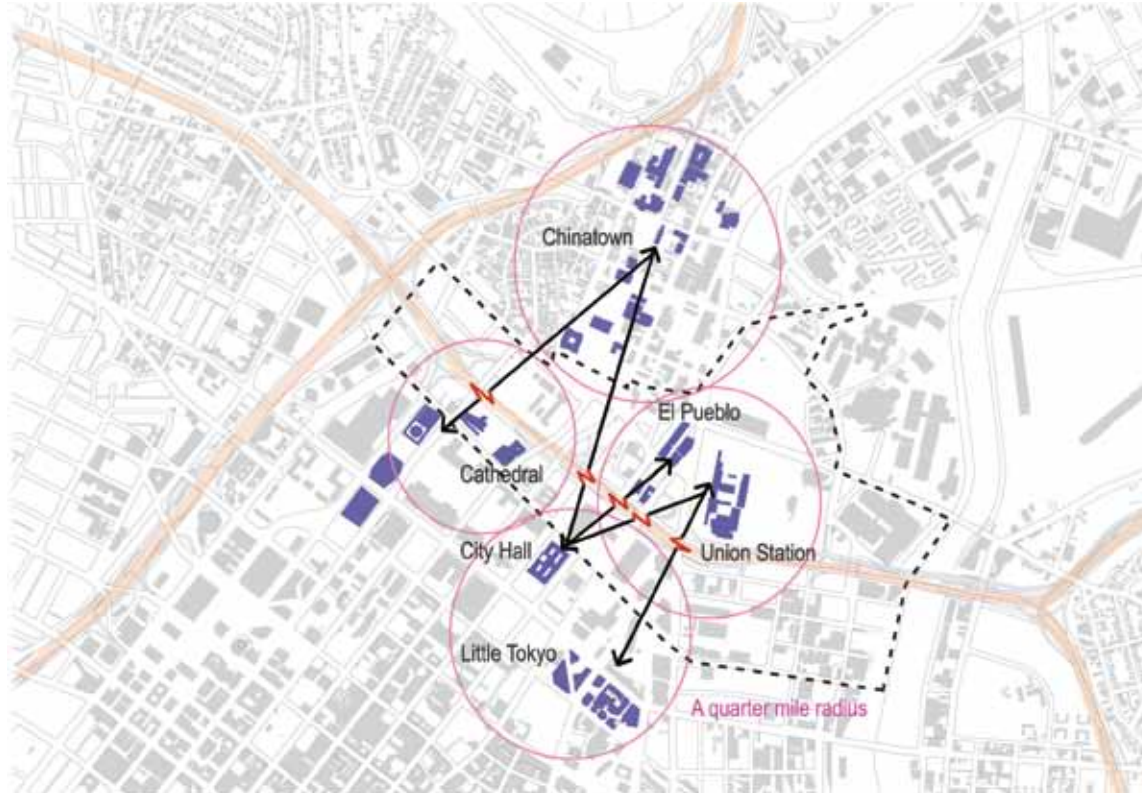 Chinatown
El Pueblo
Cathedral
City Hall
Union Station
Little Tokyo
A quarter mile radius